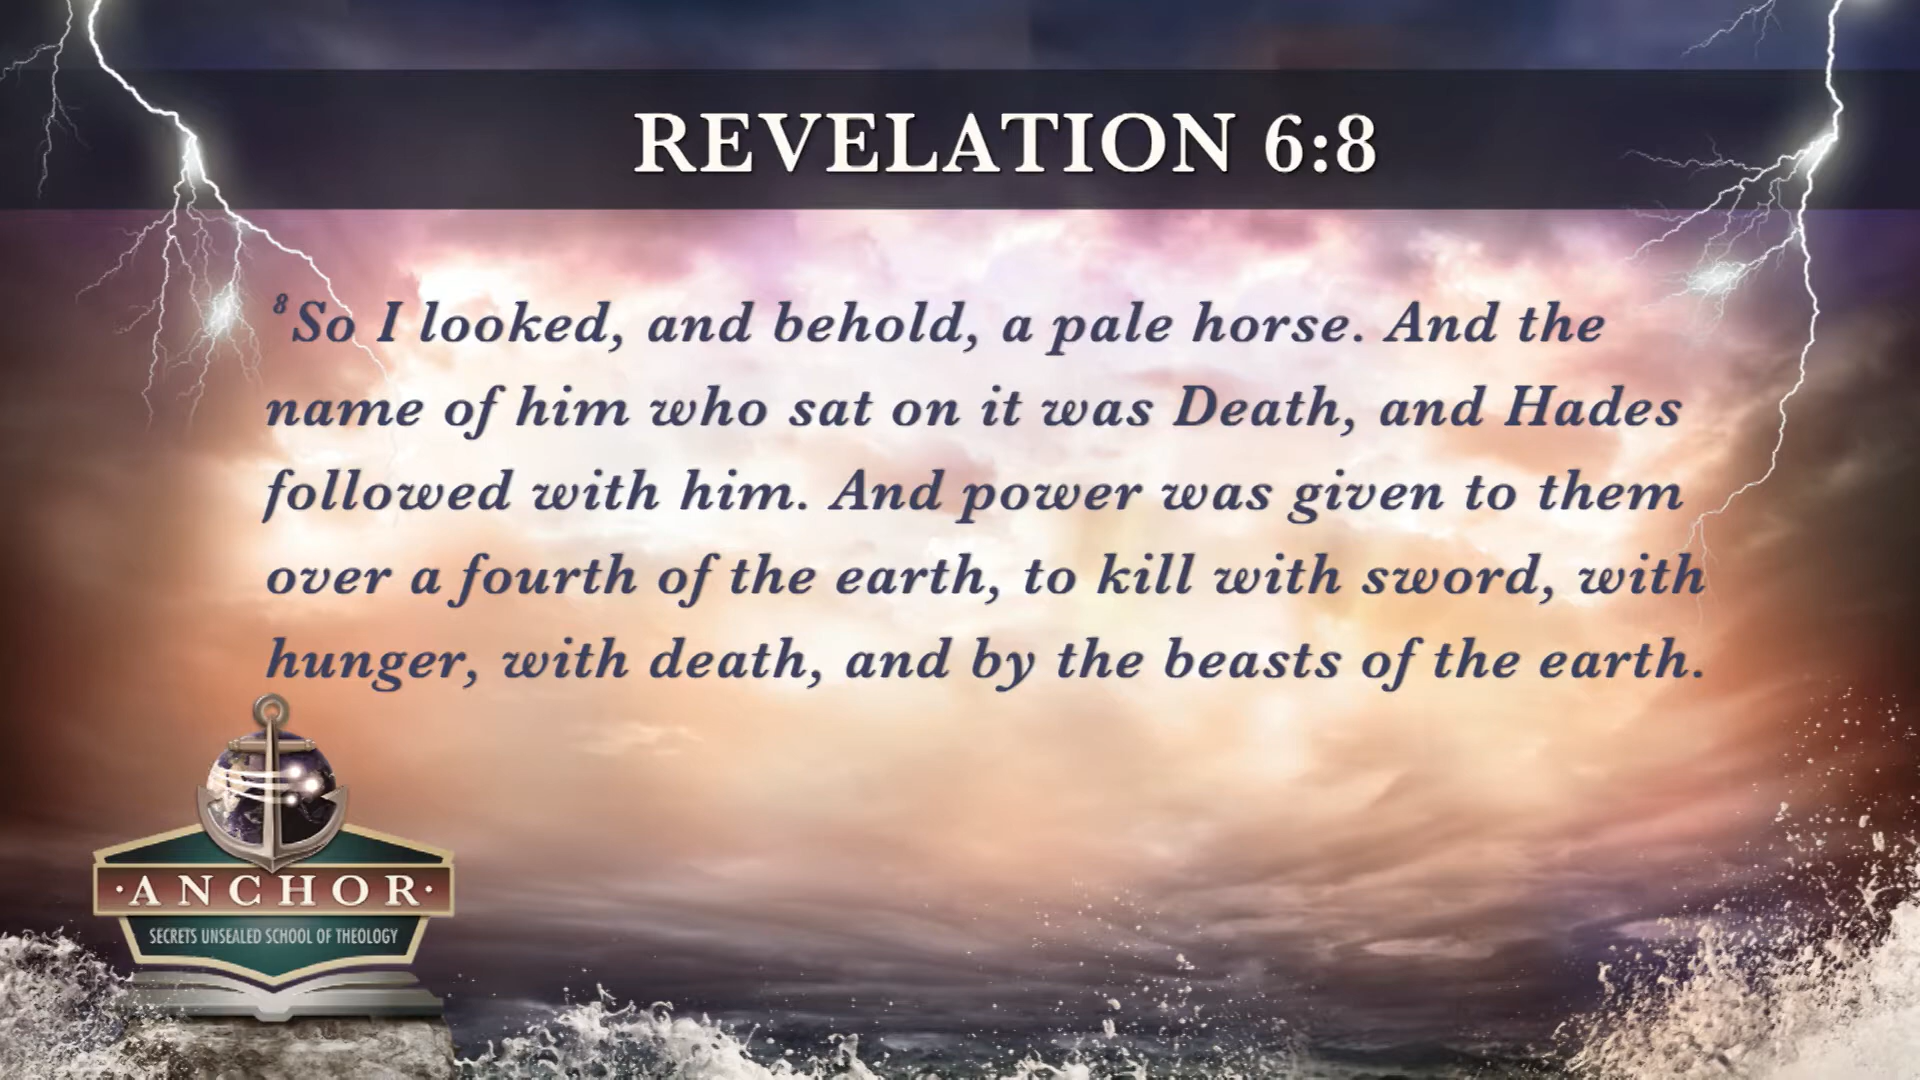 REVELATION 6:8
⁸So I looked, and behold, a pale horse. And the
name of him who sat on it was Death, and Hades
followed with him. And power was given to them
over a fourth of the earth, to kill with sword, with
hunger, with death, and by the beasts of the earth.
·ANCHOR·
SECRETS UNSEALED SCHOOL OF THEOLOGY